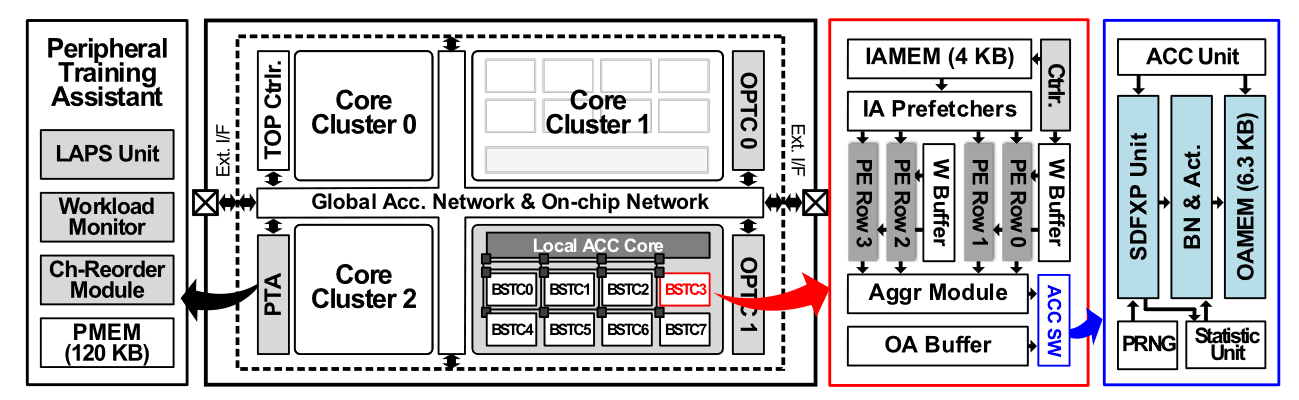 Peripheral
Training
Assistant
LAPS Unit
Workload
Monitor
Ch-Reorder
Module
PMEM
(120 KB)
Ext. I/F
TOP Ctrlr.
Core
Cluster 0
Core
Cluster 1
OPTC 0
Ext. I/F
Global Acc. Network & On-chip Network
PTA
Core
Cluster 2
Local ACC Core
BSTC0
BSTC1
BSTC2
BSTC3
BSTC4
BSTC5
BSTC6
BSTC7
OPTC 1
IAMEM (4 KB)
Ctrlr.
IA Prefetchers
PE Row 3
PE Row 2
W Buffer
PE Row 1
PE Row 0
W Buffer
Aggr Module
OA Buffer
ACC SW
ACC Unit
SDFXP Unit
BN & Act.
OAMEM (6.3 KB)
PRNG
Statistic
Unit